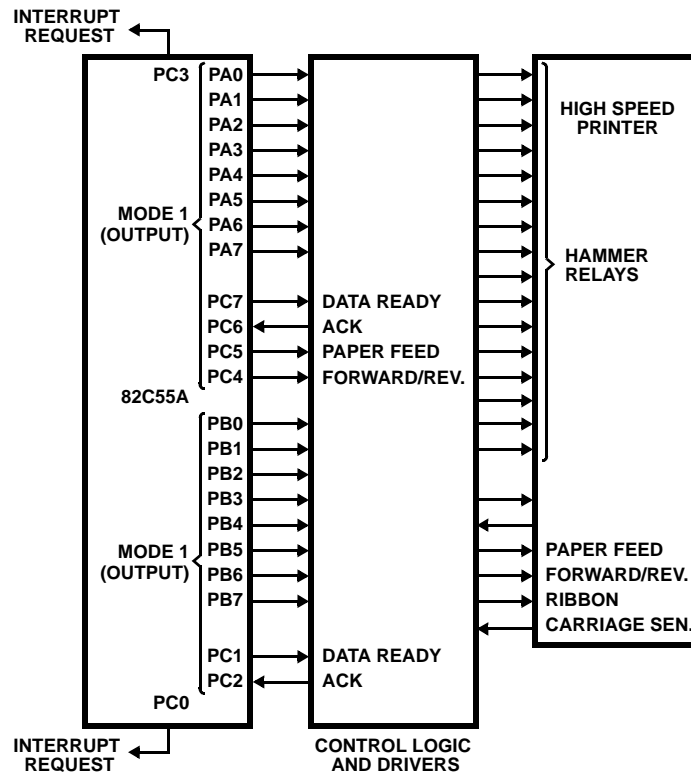 INTERRUPT
REQUEST
PC3
PA0
PA1
PA2
PA3
PA4
PA5
PA6
PA7
MODE 1
(OUTPUT)
PC7
PC6
PC5
PC4
82C55A
PB0
PB1
PB2
PB3
PB4
PB5
PB6
PB7
MODE 1
(OUTPUT)
PC1
PC2
PC0
INTERRUPT
REQUEST
DATA READY
ACK
PAPER FEED
FORWARD/REV.
DATA READY
ACK
CONTROL LOGIC
AND DRIVERS
HIGH SPEED
PRINTER
HAMMER
RELAYS
PAPER FEED
FORWARD/REV.
RIBBON
CARRIAGE SEN.